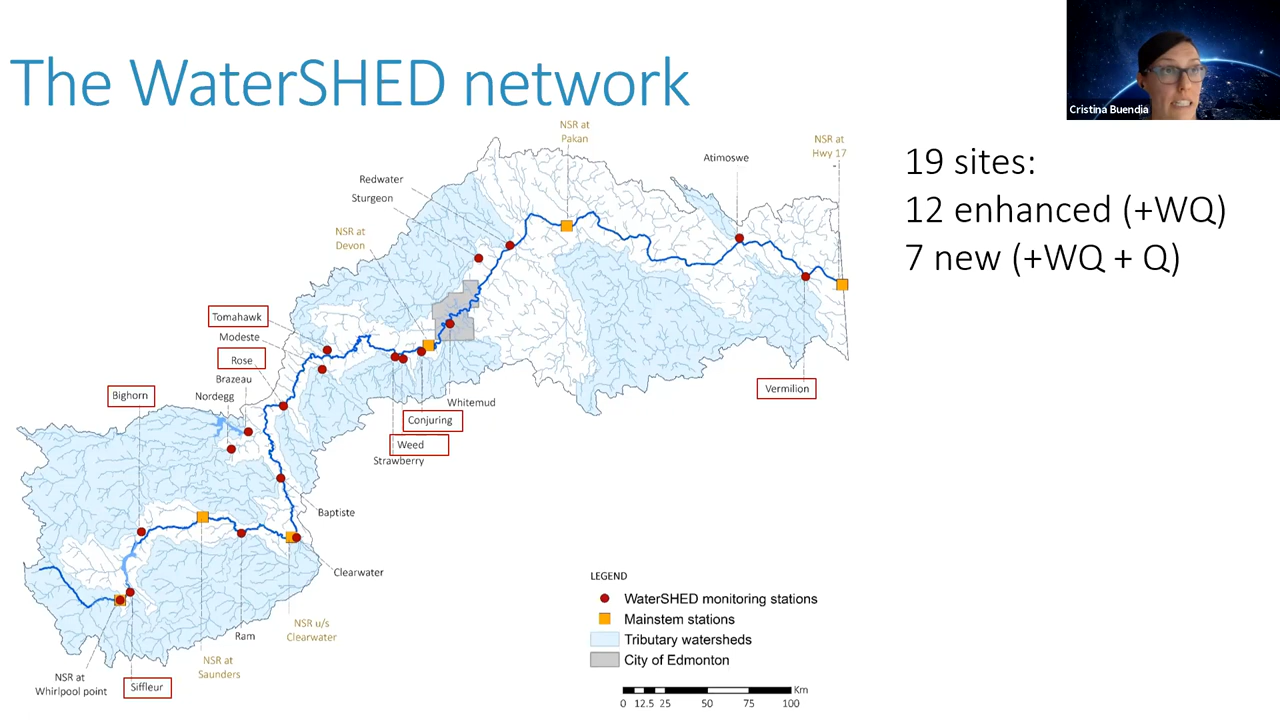 The WaterSHED network
Cristina Buendia
19 sites:
12 enhanced (+WQ)
7 new (+WQ + Q)
NSR at
Pakan
NSR at
Hwy 17
Atimoswe
Redwater
Sturgeon
NSR at
Devon
Tomahawk
Modeste
Rose
Brazeau
Nordegg
Bighorn
Vermilion
Whitemud
Conjuring
Weed
Strawberry
Baptiste
Clearwater
NSR u/s
Clearwater
Ram
NSR at
Saunders
NSR at
Whirlpool point
Siffleur
LEGEND
WaterSHED monitoring stations
Mainstem stations
Tributary watersheds
City of Edmonton
Km
0 12.5 25 50 75 100